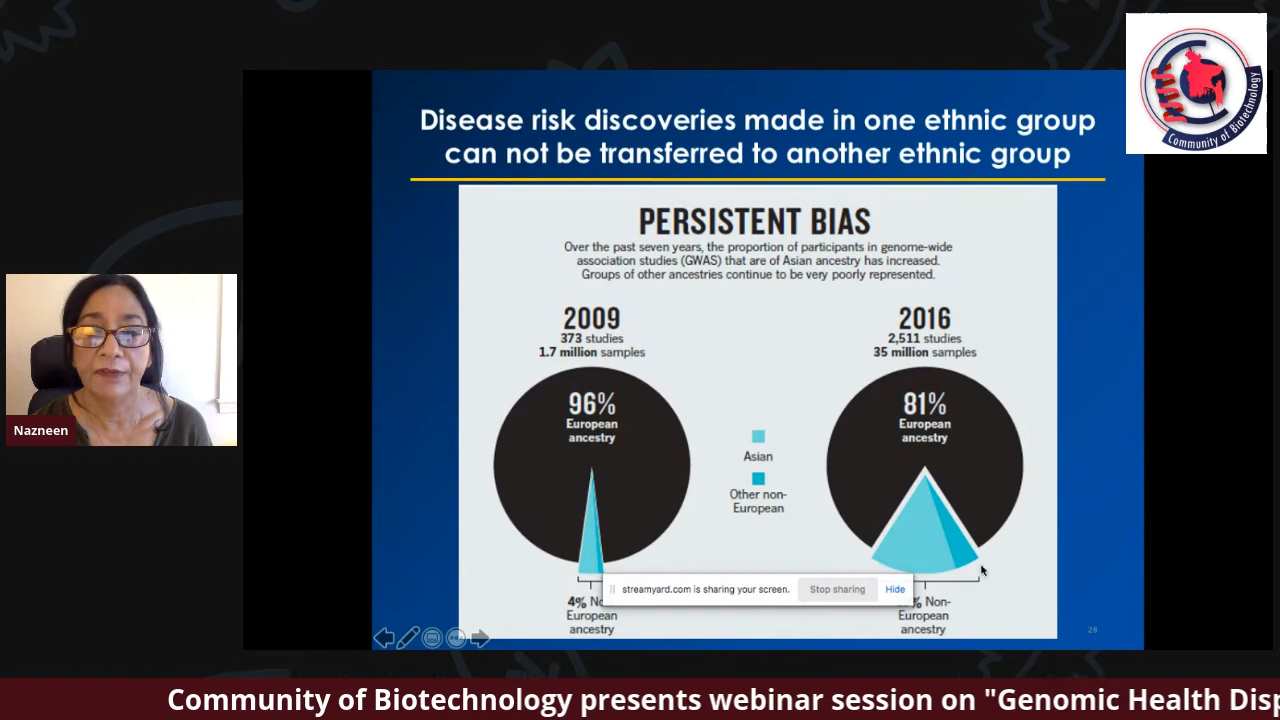 Community of Biotechnology
Disease risk discoveries made in one ethnic group
can not be transferred to another ethnic group
PERSISTENT BIAS
Over the past seven years, the proportion of participants in genome-wide
association studies (GWAS) that are of Asian ancestry has increased.
Groups of other ancestries continue to be very poorly represented.
2009
373 studies
1.7 million samples
96%
European
ancestry
Asian
Other non-
European
2016
2,511 studies
35 million samples
81%
European
ancestry
Nazneen
streamyard.com is sharing your screen.
Stop sharing
Hide
4%
European
ancestry
% Non-
European
ancestry
28
Community of Biotechnology presents webinar session on "Genomic Health